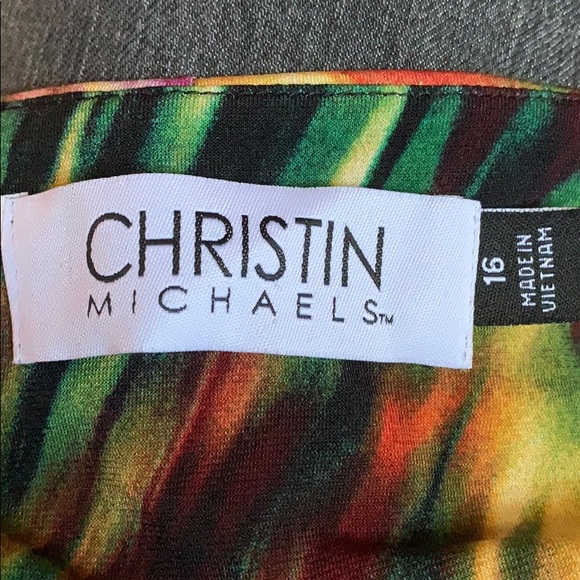 CHRISTIN
MICHAELS™
16
MADE IN
VIETNAM